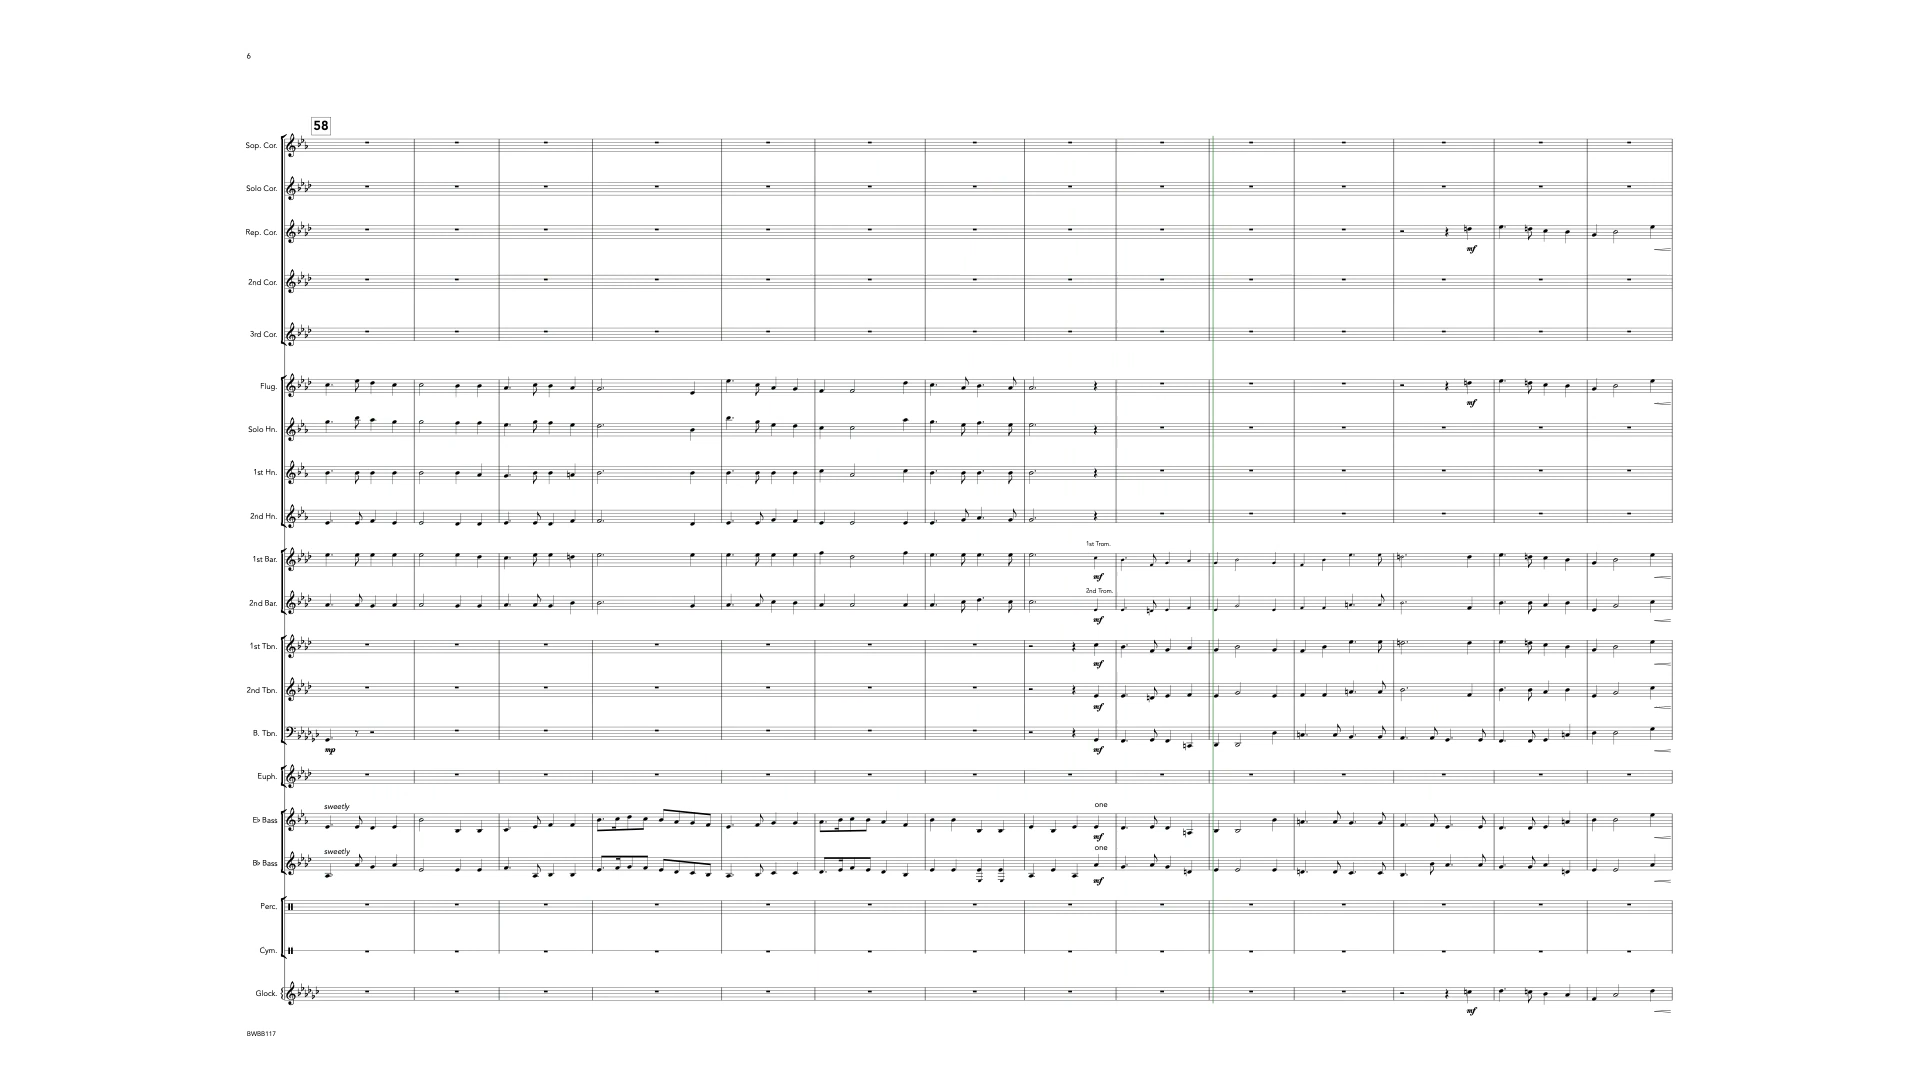 6
58
Sop. Cor.
Solo Cor.
Rep. Cor.
mf
2nd Cor.
3rd Cor.
Flug.
mf
Solo Hn.
1st Hn.
2nd Hn.
1st Trom.
1st Bar.
mf
2nd Trom.
2nd Bar.
mf
1st Tbn.
mf
2nd Tbn.
mf
B. Tbn.
mp mf
Euph.
sweetly one
E♭ Bass
mf
sweetly one
B♭ Bass
mf
Perc.
Cym.
Glock.
mf
BWBB117